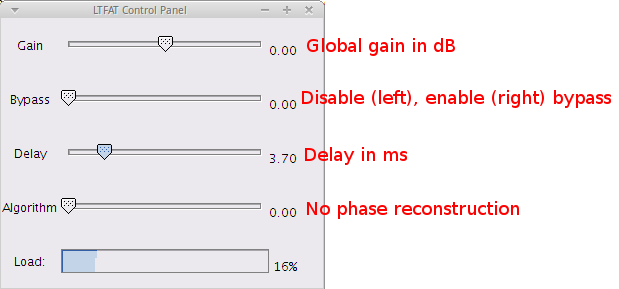 LTFAT Control Panel
Gain 0.00 Global gain in dB
Bypass 0.00 Disable (left), enable (right) bypass
Delay 3.70 Delay in ms
Algorithm 0.00 No phase reconstruction
Load: 16%